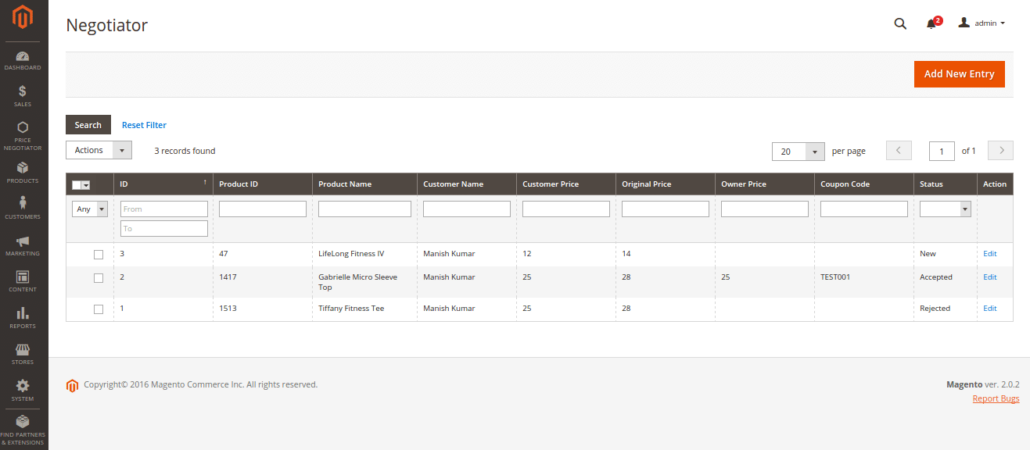 Negotiator
2
admin
Add New Entry
DASHBOARD
SALES
PRICE
NEGOTIATOR
PRODUCTS
CUSTOMERS
MARKETING
CONTENT
REPORTS
STORES
SYSTEM
FIND PARTNERS
& EXTENSIONS
Search Reset Filter
Actions 3 records found 20 per page 1 of 1
ID ↑ Product ID Product Name Customer Name Customer Price Original Price Owner Price Coupon Code Status Action
Any From
To
3 47 LifeLong Fitness IV Manish Kumar 12 14 New Edit
2 1417 Gabrielle Micro Sleeve Manish Kumar 25 28 25 TEST001 Accepted Edit
Top
1 1513 Tiffany Fitness Tee Manish Kumar 25 28 Rejected Edit
Copyright© 2016 Magento Commerce Inc. All rights reserved. Magento ver. 2.0.2
Report Bugs